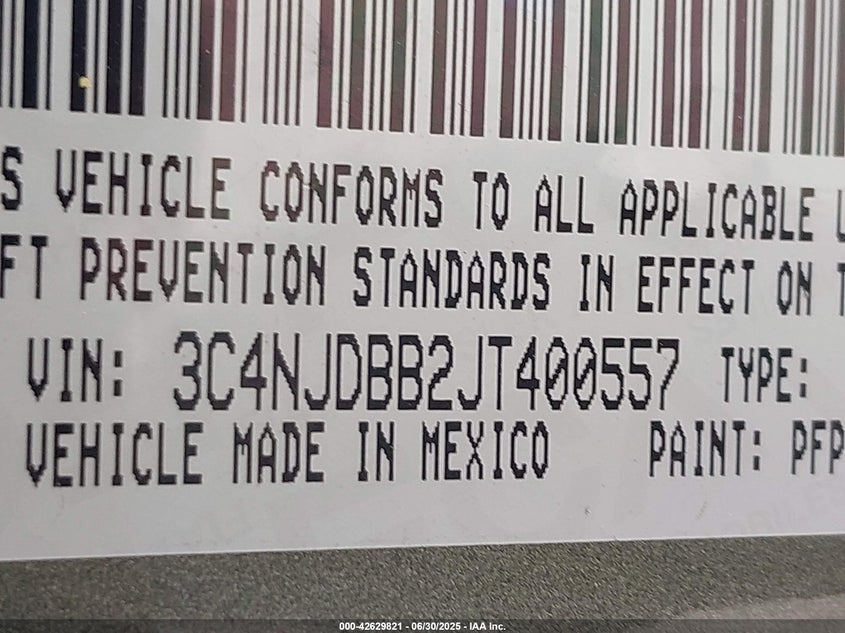 S VEHICLE CONFORMS TO ALL APPLICABLE U
FT PREVENTION STANDARDS IN EFFECT ON T
VIN: 3C4NJDBB2JT400557 TYPE:
VEHICLE MADE IN MEXICO PAINT: PFP
000-42629821 - 06/30/2025 - IAA Inc.